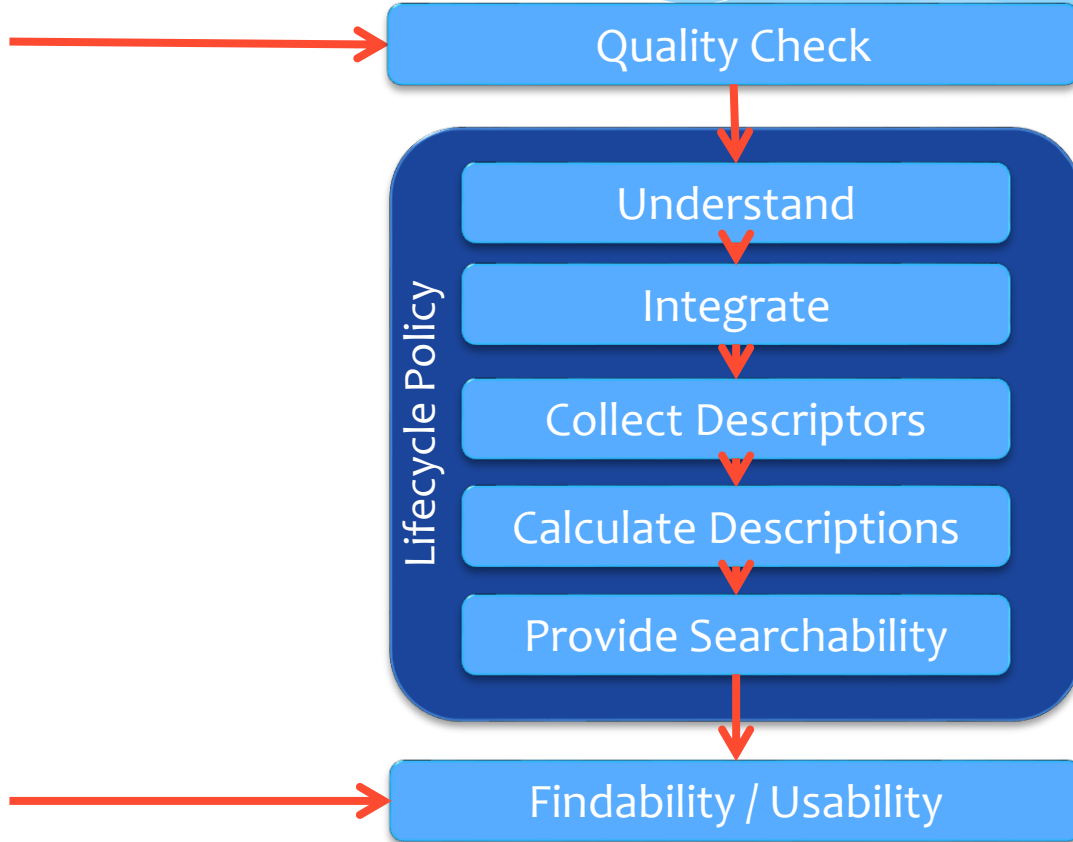 Quality Check
Lifecycle Policy
Understand
Integrate
Collect Descriptors
Calculate Descriptions
Provide Searchability
Findability / Usability